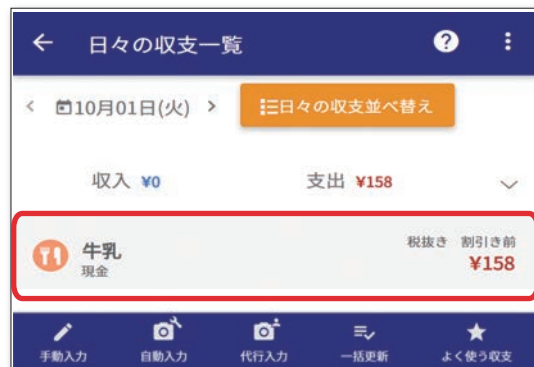 日々の収支一覧
?
10月01日(火)
日々の収支並べ替え
収入 ¥0
支出 ¥158
牛乳
現金
税抜き 割引き前
¥158
手動入力
自動入力
代行入力
一括更新
よく使う収支